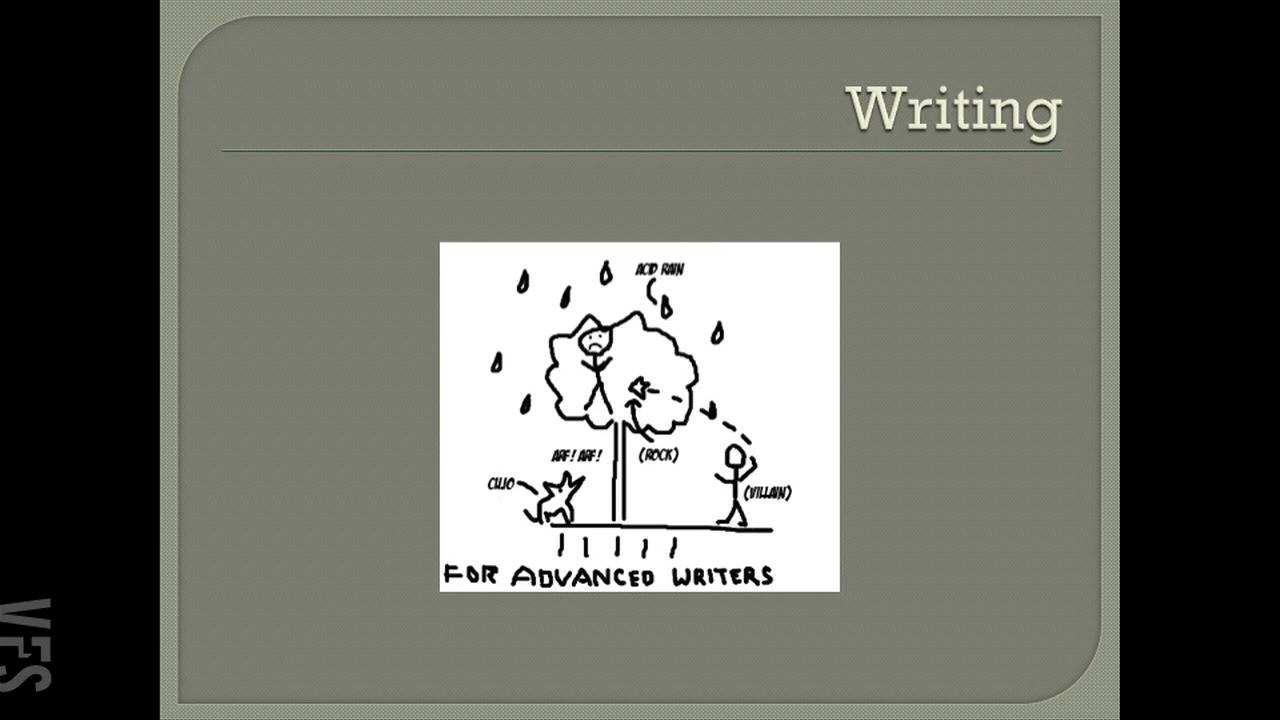 Writing
ACID RAIN
ARF! ARF!
(ROCK)
CUJO
(VILLAIN)
FOR ADVANCED WRITERS
VFS